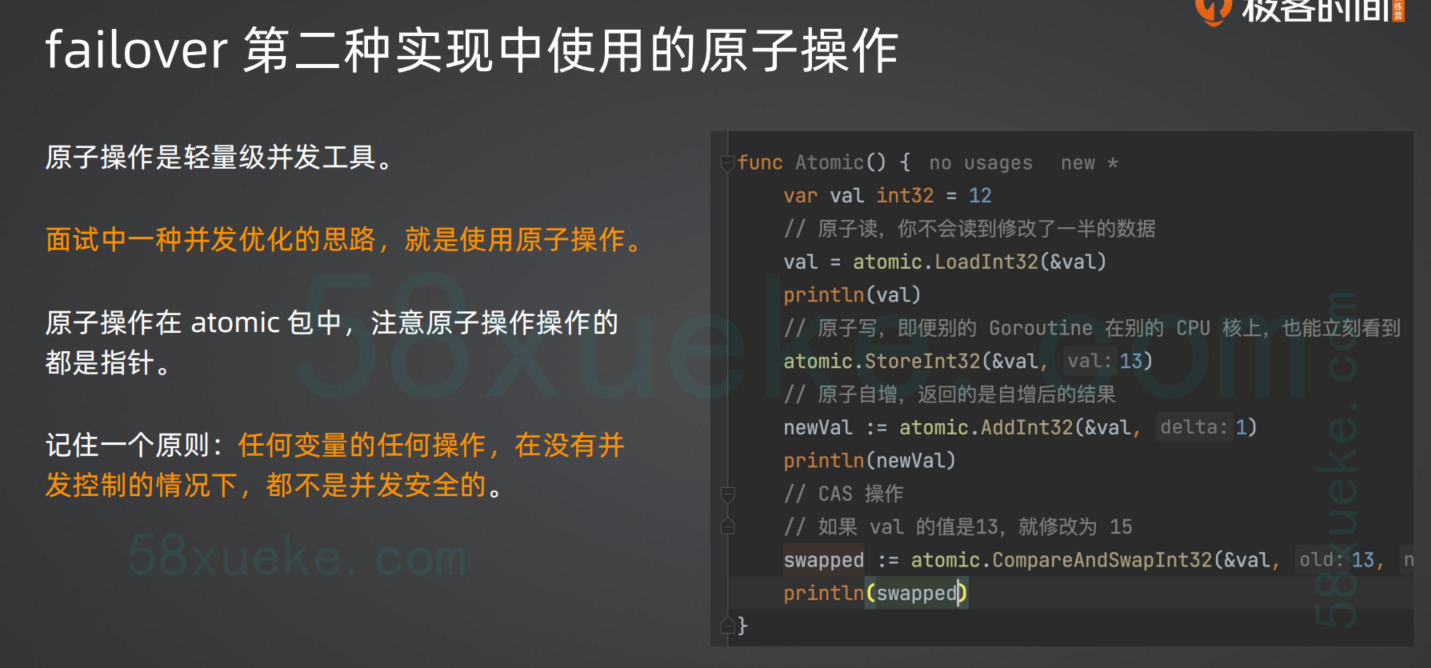 极客时间
failover 第二种实现中使用的原子操作
原子操作是轻量级并发工具。
面试中一种并发优化的思路，就是使用原子操作。
原子操作在 atomic 包中，注意原子操作操作的
都是指针。
记住一个原则：任何变量的任何操作，在没有并
发控制的情况下，都不是并发安全的。
func Atomic() { no usages new *
var val int32 = 12
// 原子读，你不会读到修改了一半的数据
val = atomic.LoadInt32(&val)
println(val)
// 原子写，即便别的 Goroutine 在别的 CPU 核上，也能立刻看到
atomic.StoreInt32(&val, val: 13)
// 原子自增，返回的是自增后的结果
newVal := atomic.AddInt32(&val, delta: 1)
println(newVal)
// CAS 操作
// 如果 val 的值是13，就修改为 15
swapped := atomic.CompareAndSwapInt32(&val, old: 13, n
println(swapped)
}
58xueke.com
58xueke.com
58xueke.com